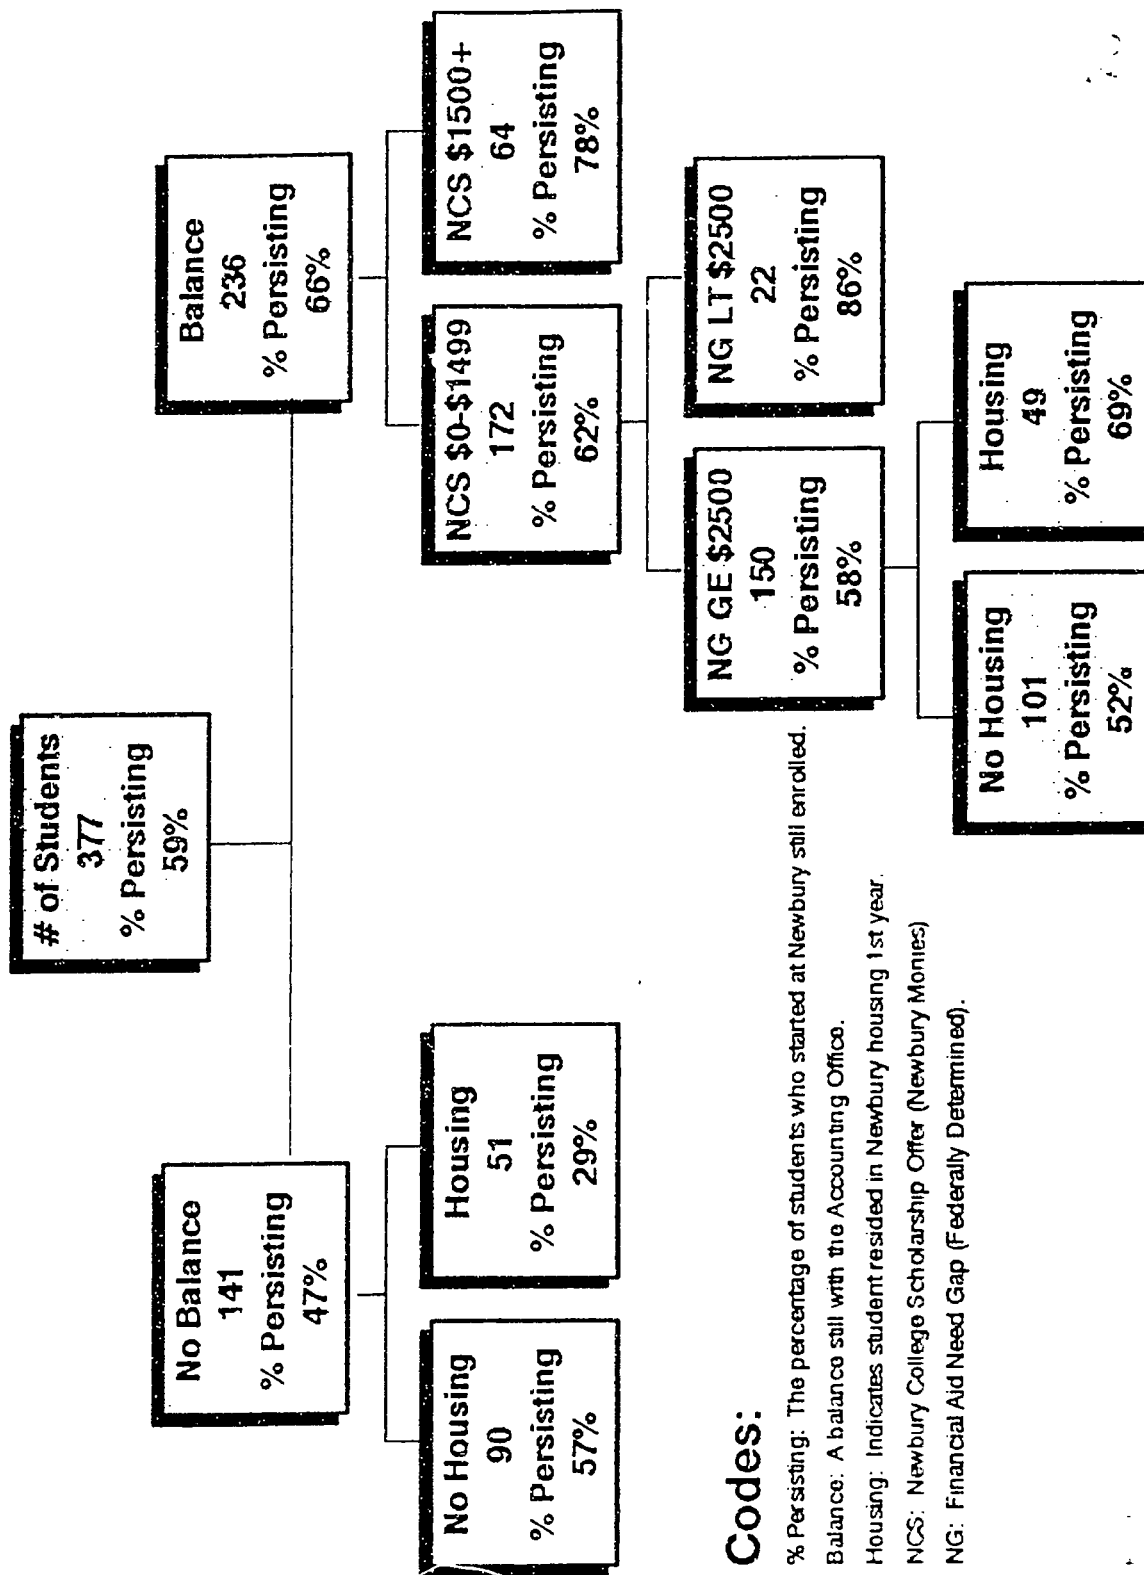 # of Students
377
% Persisting
59%
No Balance
141
% Persisting
47%
Balance
236
% Persisting
66%
No Housing
90
% Persisting
57%
Housing
51
% Persisting
29%
NCS $0-$1499
172
% Persisting
62%
NCS $1500+
64
% Persisting
78%
NG GE $2500
150
% Persisting
58%
NG LT $2500
22
% Persisting
86%
No Housing
101
% Persisting
52%
Housing
49
% Persisting
69%
Codes:
% Persisting: The percentage of students who started at Newbury still enrolled.
Balance: A balance still with the Accounting Office.
Housing: Indicates student resided in Newbury housing 1st year.
NCS: Newbury College Scholarship Offer (Newbury Monies)
NG: Financial Aid Need Gap (Federally Determined).